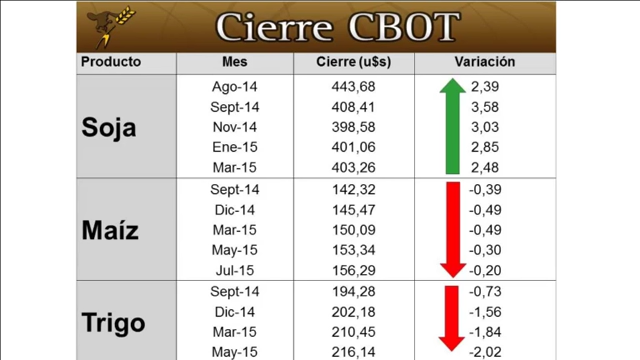 Cierre CBOT
Producto Mes Cierre (u$s) Variación
Soja
Ago-14 443,68 2,39
Sept-14 408,41 3,58
Nov-14 398,58 3,03
Ene-15 401,06 2,85
Mar-15 403,26 2,48
Maíz
Sept-14 142,32 -0,39
Dic-14 145,47 -0,49
Mar-15 150,09 -0,49
May-15 153,34 -0,30
Jul-15 156,29 -0,20
Trigo
Sept-14 194,28 -0,73
Dic-14 202,18 -1,56
Mar-15 210,45 -1,84
May-15 216,14 -2,02